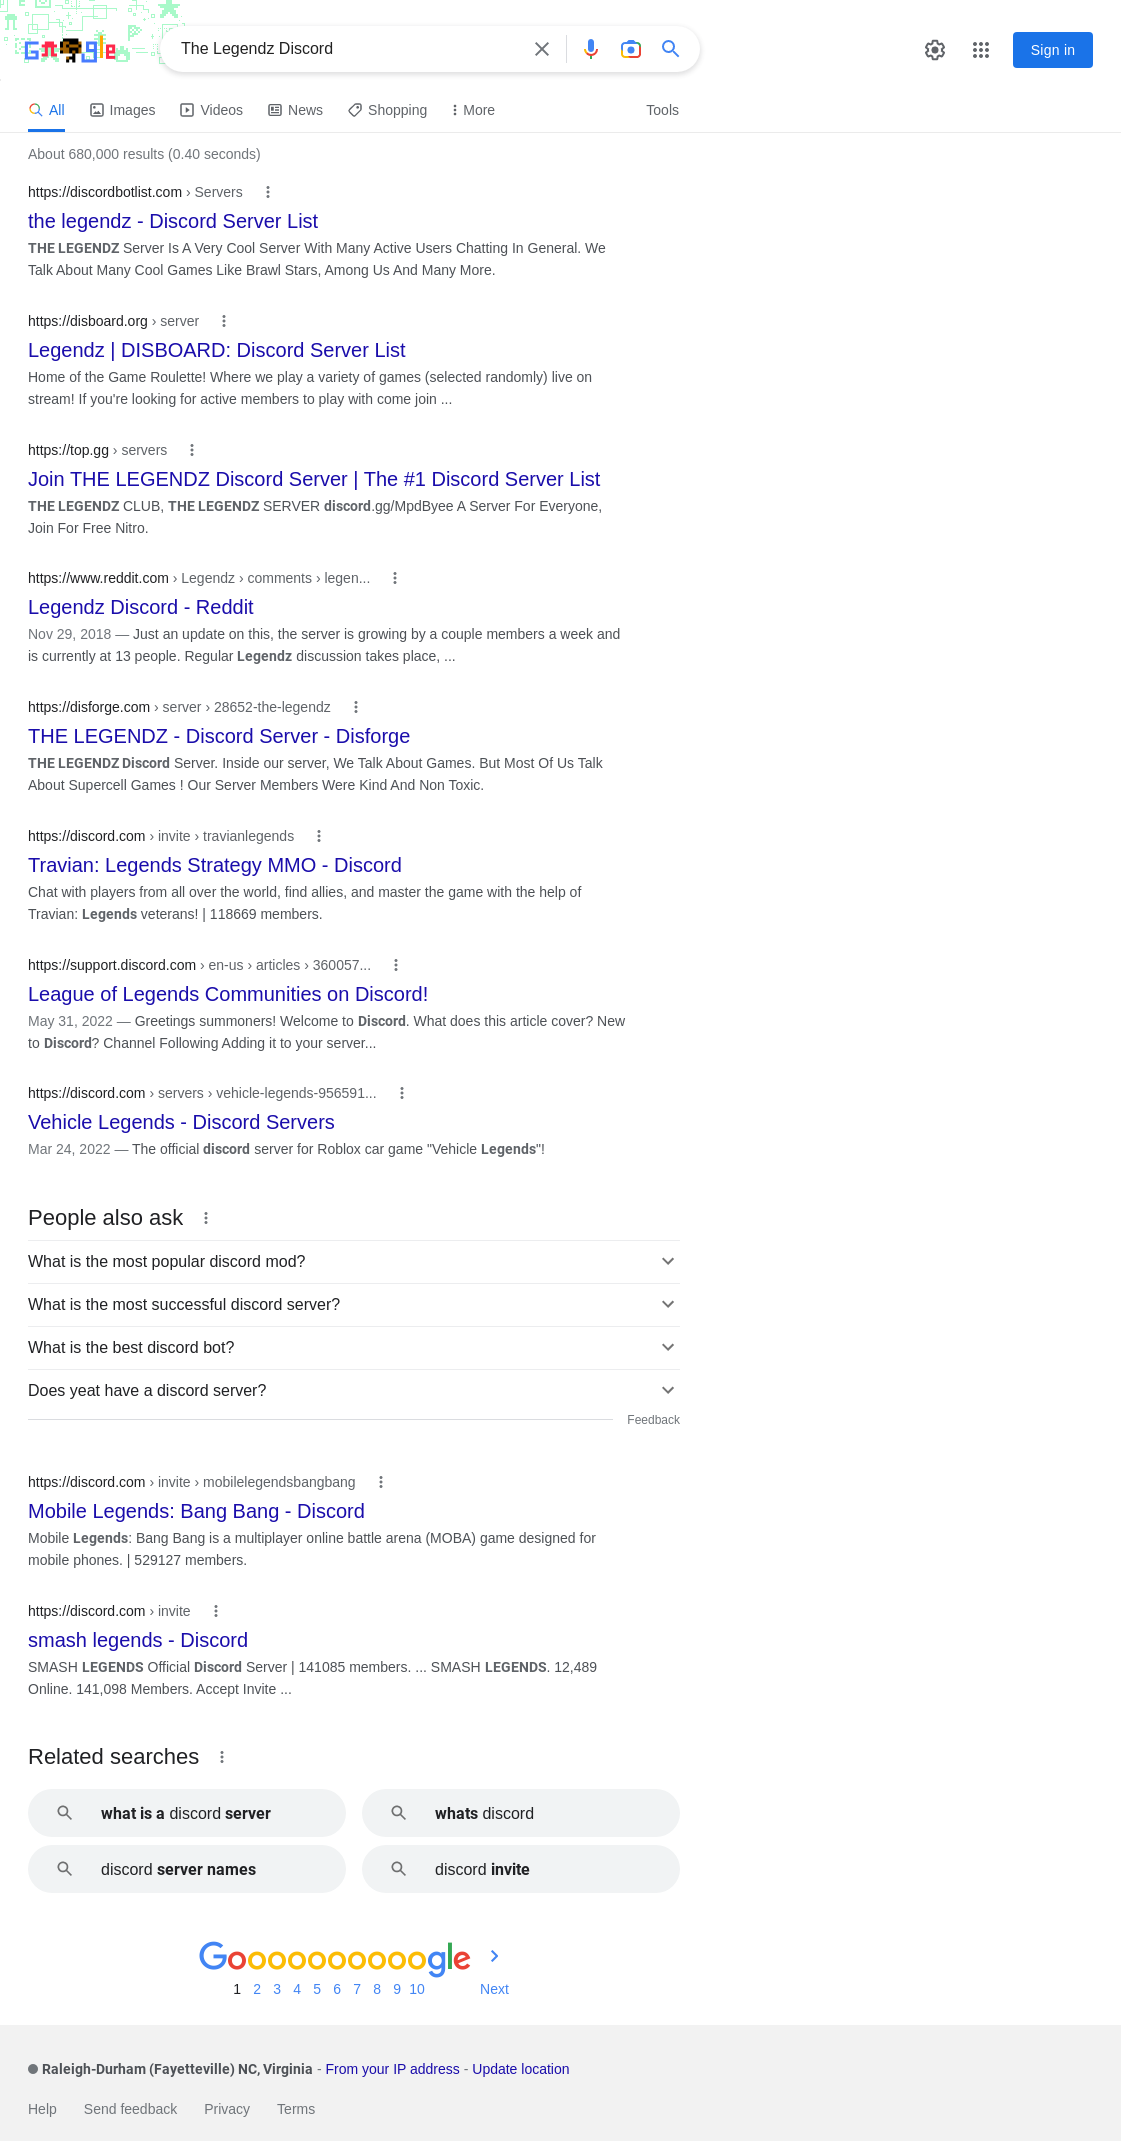 Google
The Legendz Discord
Sign in
All
Images
Videos
News
Shopping
More
Tools
About 680,000 results (0.40 seconds)
https://discordbotlist.com › Servers
the legendz - Discord Server List
THE LEGENDZ Server Is A Very Cool Server With Many Active Users Chatting In General. We
Talk About Many Cool Games Like Brawl Stars, Among Us And Many More.
https://disboard.org › server
Legendz | DISBOARD: Discord Server List
Home of the Game Roulette! Where we play a variety of games (selected randomly) live on
stream! If you're looking for active members to play with come join ...
https://top.gg › servers
Join THE LEGENDZ Discord Server | The #1 Discord Server List
THE LEGENDZ CLUB, THE LEGENDZ SERVER discord.gg/MpdByee A Server For Everyone,
Join For Free Nitro.
https://www.reddit.com › Legendz › comments › legen...
Legendz Discord - Reddit
Nov 29, 2018 — Just an update on this, the server is growing by a couple members a week and
is currently at 13 people. Regular Legendz discussion takes place, ...
https://disforge.com › server › 28652-the-legendz
THE LEGENDZ - Discord Server - Disforge
THE LEGENDZ Discord Server. Inside our server, We Talk About Games. But Most Of Us Talk
About Supercell Games ! Our Server Members Were Kind And Non Toxic.
https://discord.com › invite › travianlegends
Travian: Legends Strategy MMO - Discord
Chat with players from all over the world, find allies, and master the game with the help of
Travian: Legends veterans! | 118669 members.
https://support.discord.com › en-us › articles › 360057...
League of Legends Communities on Discord!
May 31, 2022 — Greetings summoners! Welcome to Discord. What does this article cover? New
to Discord? Channel Following Adding it to your server...
https://discord.com › servers › vehicle-legends-956591...
Vehicle Legends - Discord Servers
Mar 24, 2022 — The official discord server for Roblox car game "Vehicle Legends"!
People also ask
What is the most popular discord mod?
What is the most successful discord server?
What is the best discord bot?
Does yeat have a discord server?
Feedback
https://discord.com › invite › mobilelegendsbangbang
Mobile Legends: Bang Bang - Discord
Mobile Legends: Bang Bang is a multiplayer online battle arena (MOBA) game designed for
mobile phones. | 529127 members.
https://discord.com › invite
smash legends - Discord
SMASH LEGENDS Official Discord Server | 141085 members. ... SMASH LEGENDS. 12,489
Online. 141,098 Members. Accept Invite ...
Related searches
what is a discord server
whats discord
discord server names
discord invite
Goooooooooogle
1 2 3 4 5 6 7 8 9 10 Next
Raleigh-Durham (Fayetteville) NC, Virginia - From your IP address - Update location
Help Send feedback Privacy Terms